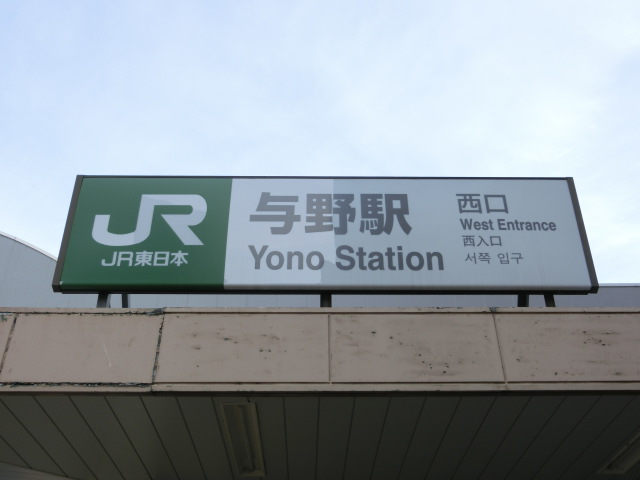 JR
JR東日本
与野駅
Yono Station
西口
West Entrance
西入口
서쪽 입구